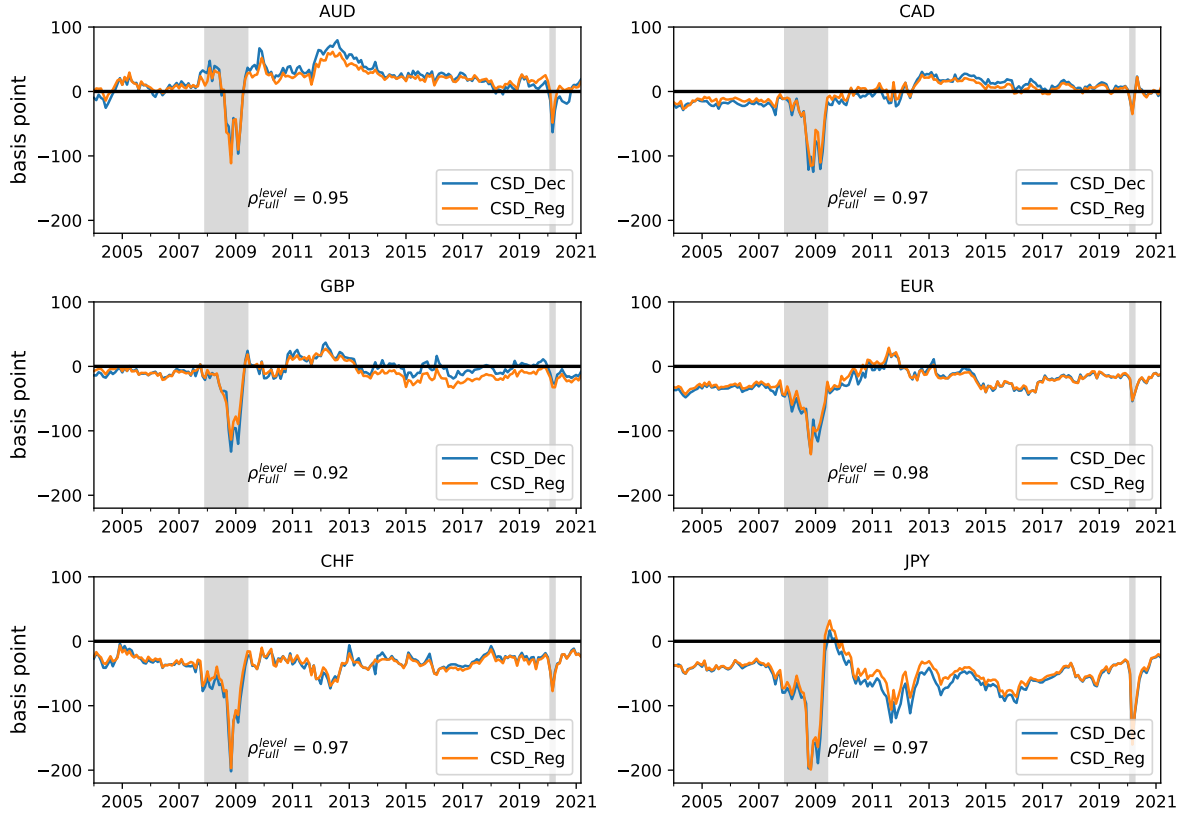 AUD
CAD
basis point
100
0
−100
−200
ρ^{level}_{Full} = 0.95
CSD_Dec
CSD_Reg
2005 2007 2009 2011 2013 2015 2017 2019 2021
100
0
−100
−200
ρ^{level}_{Full} = 0.97
CSD_Dec
CSD_Reg
2005 2007 2009 2011 2013 2015 2017 2019 2021
GBP
EUR
basis point
100
0
−100
−200
ρ^{level}_{Full} = 0.92
CSD_Dec
CSD_Reg
2005 2007 2009 2011 2013 2015 2017 2019 2021
100
0
−100
−200
ρ^{level}_{Full} = 0.98
CSD_Dec
CSD_Reg
2005 2007 2009 2011 2013 2015 2017 2019 2021
CHF
JPY
basis point
100
0
−100
−200
ρ^{level}_{Full} = 0.97
CSD_Dec
CSD_Reg
2005 2007 2009 2011 2013 2015 2017 2019 2021
100
0
−100
−200
ρ^{level}_{Full} = 0.97
CSD_Dec
CSD_Reg
2005 2007 2009 2011 2013 2015 2017 2019 2021